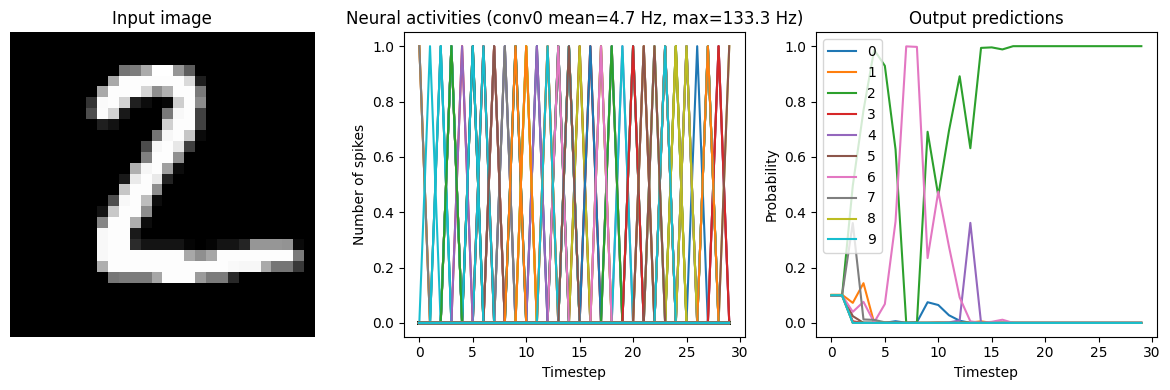 Input image
2
Neural activities (conv0 mean=4.7 Hz, max=133.3 Hz)
Number of spikes
1.0
0.8
0.6
0.4
0.2
0.0
0 5 10 15 20 25 30
Timestep
Output predictions
Probability
1.0
0.8
0.6
0.4
0.2
0.0
0
1
2
3
4
5
6
7
8
9
0 5 10 15 20 25 30
Timestep